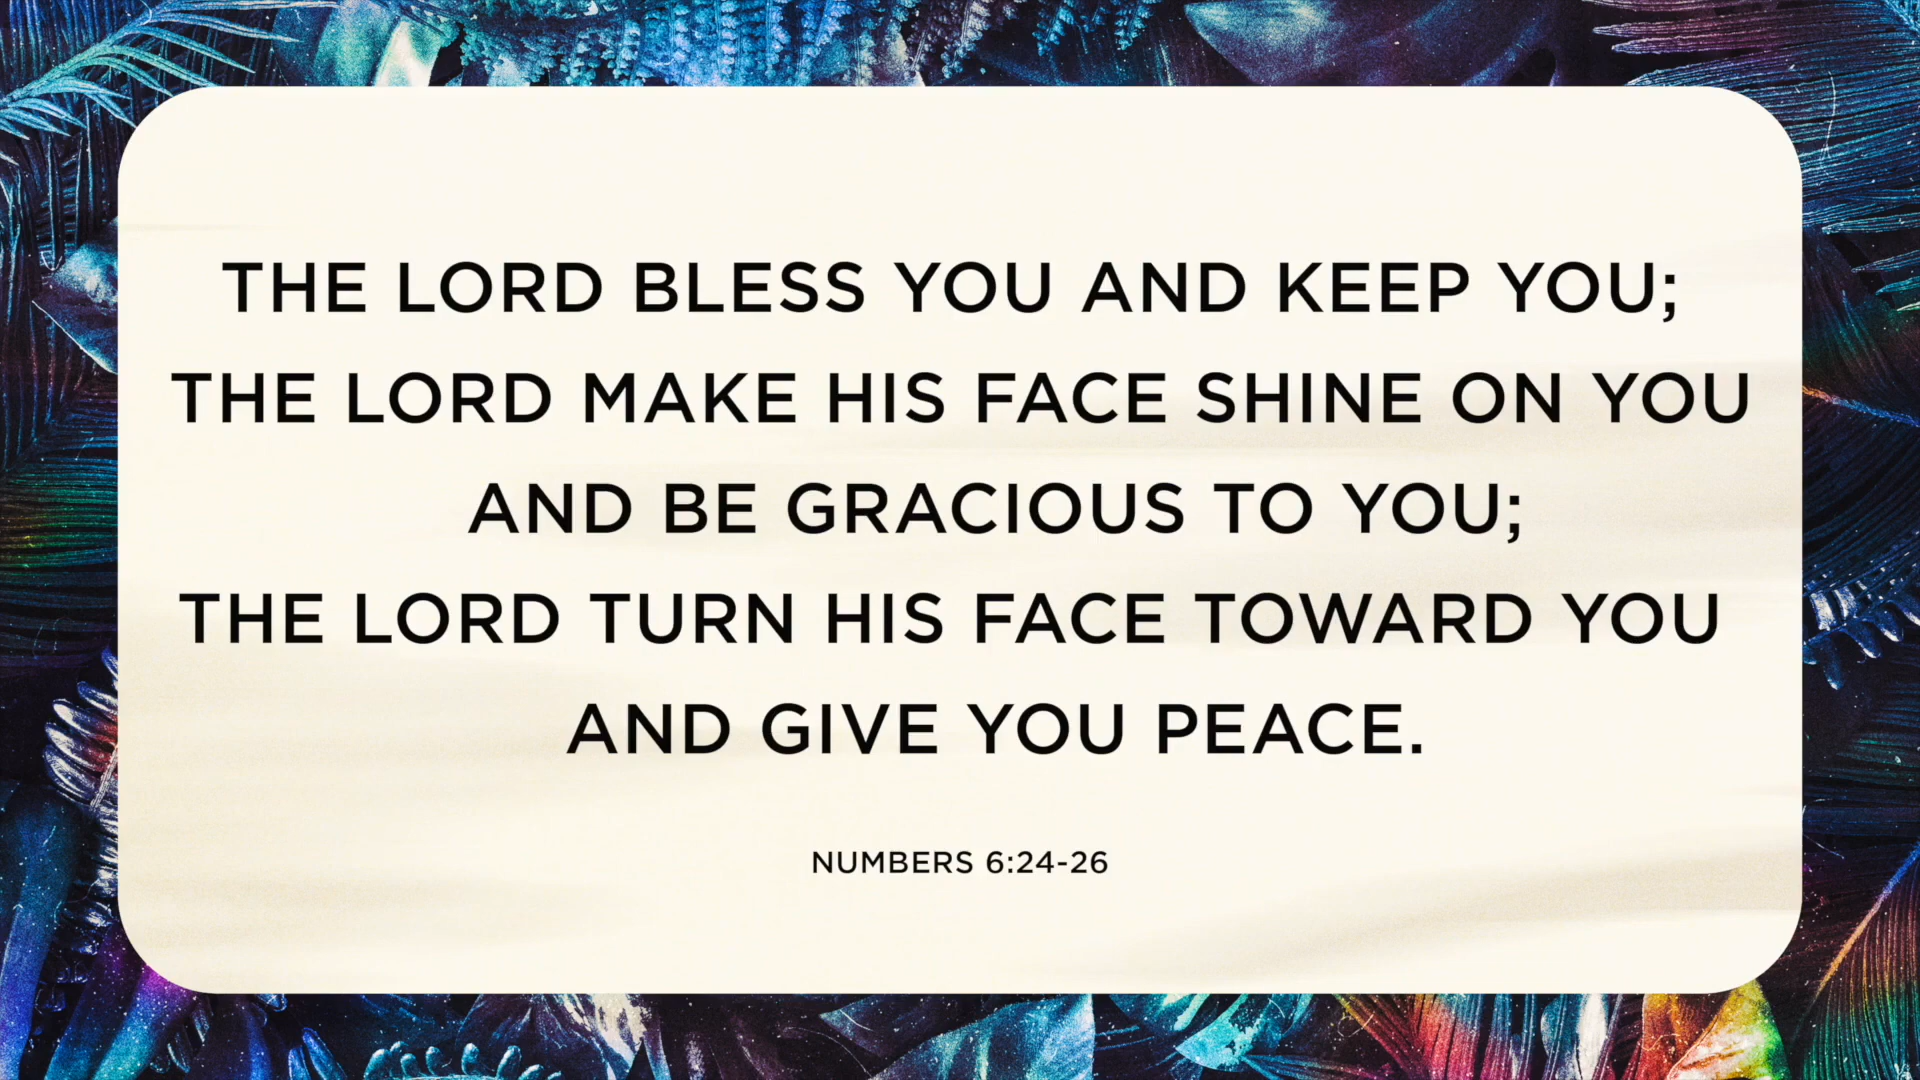 THE LORD BLESS YOU AND KEEP YOU;
THE LORD MAKE HIS FACE SHINE ON YOU
AND BE GRACIOUS TO YOU;
THE LORD TURN HIS FACE TOWARD YOU
AND GIVE YOU PEACE.
NUMBERS 6:24-26